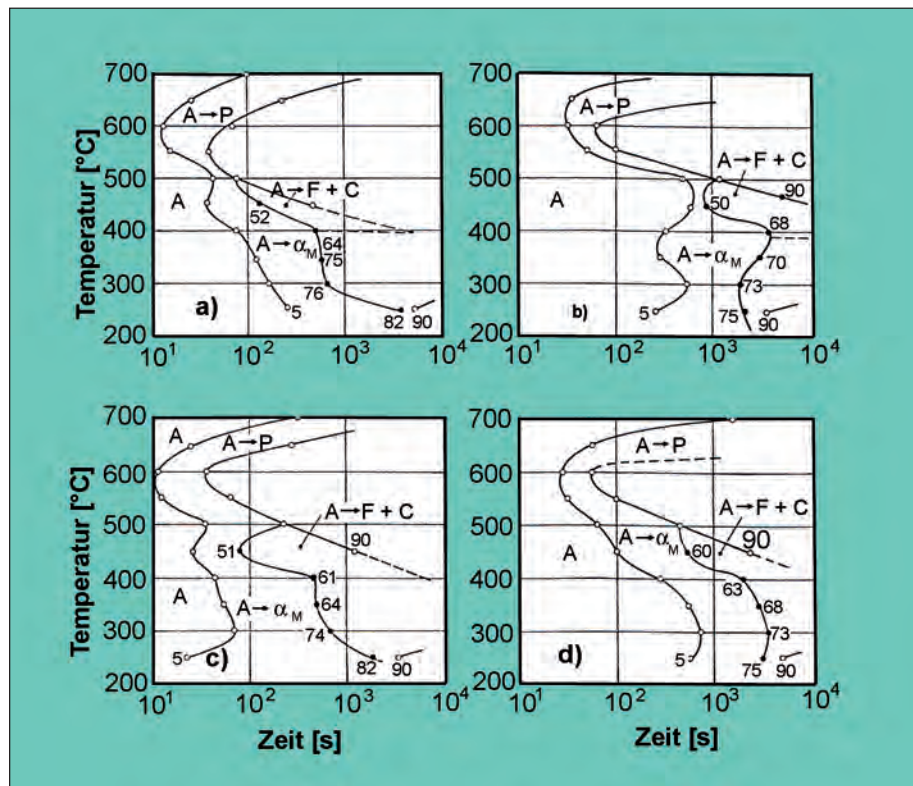 Temperatur [°C]
700
600
500
400
300
200
A→P
A→F + C
A
52
A→αM
64
75
76
a)
5
82
90
10¹ 10² 10³ 10⁴
700
600
500
400
300
200
A→P
A→F + C
A
90
50
68
A→αM
70
73
b)
5
75
90
10¹ 10² 10³ 10⁴
Temperatur [°C]
700
600
500
400
300
200
A
A→P
A→F + C
51
90
61
A
A→αM
64
74
c)
5
82
90
10¹ 10² 10³ 10⁴
Zeit [s]
700
600
500
400
300
200
A→P
A→F + C
A→αM
60
90
A
63
68
73
d)
5
75
90
10¹ 10² 10³ 10⁴
Zeit [s]